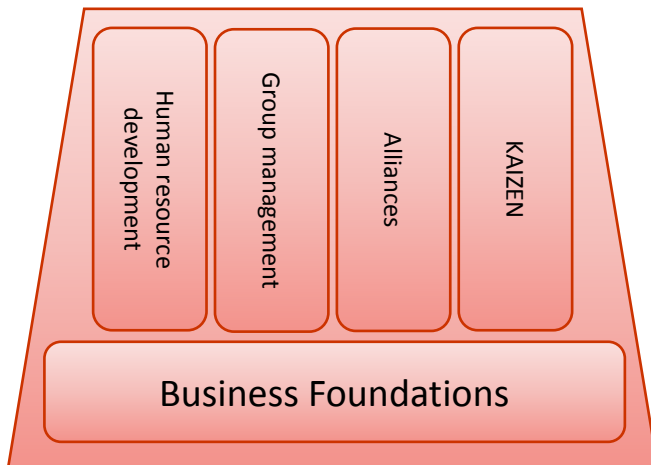 Human resource
development
Group management
Alliances
KAIZEN
Business Foundations